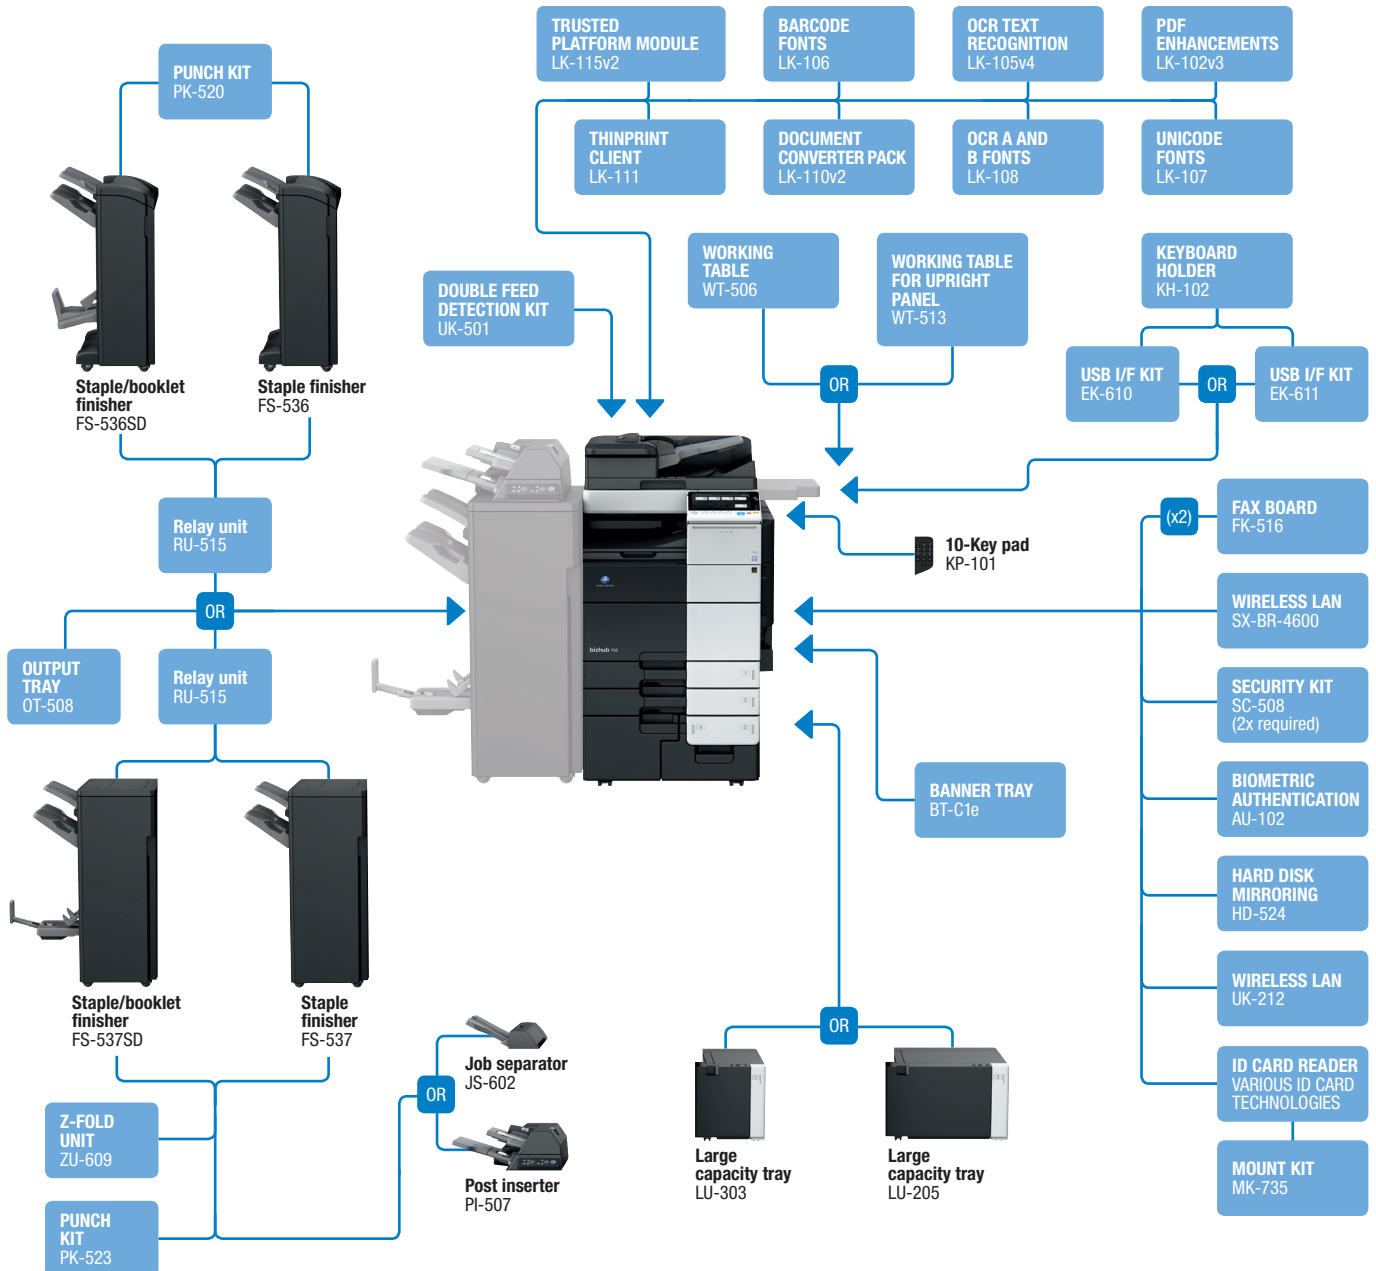 TRUSTED
PLATFORM MODULE
LK-115v2
BARCODE
FONTS
LK-106
OCR TEXT
RECOGNITION
LK-105v4
PDF
ENHANCEMENTS
LK-102v3
PUNCH KIT
PK-520
THINPRINT
CLIENT
LK-111
DOCUMENT
CONVERTER PACK
LK-110v2
OCR A AND
B FONTS
LK-108
UNICODE
FONTS
LK-107
WORKING
TABLE
WT-506
WORKING TABLE
FOR UPRIGHT
PANEL
WT-513
KEYBOARD
HOLDER
KH-102
DOUBLE FEED
DETECTION KIT
UK-501
OR
USB I/F KIT
EK-610
OR
USB I/F KIT
EK-611
Staple/booklet
finisher
FS-536SD
Staple finisher
FS-536
Relay unit
RU-515
(x2)
FAX BOARD
FK-516
10-Key pad
KP-101
OR
WIRELESS LAN
SX-BR-4600
OUTPUT
TRAY
OT-508
Relay unit
RU-515
bizhub
SECURITY KIT
SC-508
(2x required)
BANNER TRAY
BT-C1e
BIOMETRIC
AUTHENTICATION
AU-102
HARD DISK
MIRRORING
HD-524
WIRELESS LAN
UK-212
Staple/booklet
finisher
FS-537SD
Staple
finisher
FS-537
OR
Job separator
JS-602
OR
Post inserter
PI-507
ID CARD READER
VARIOUS ID CARD
TECHNOLOGIES
Z-FOLD
UNIT
ZU-609
Large
capacity tray
LU-303
Large
capacity tray
LU-205
MOUNT KIT
MK-735
PUNCH
KIT
PK-523